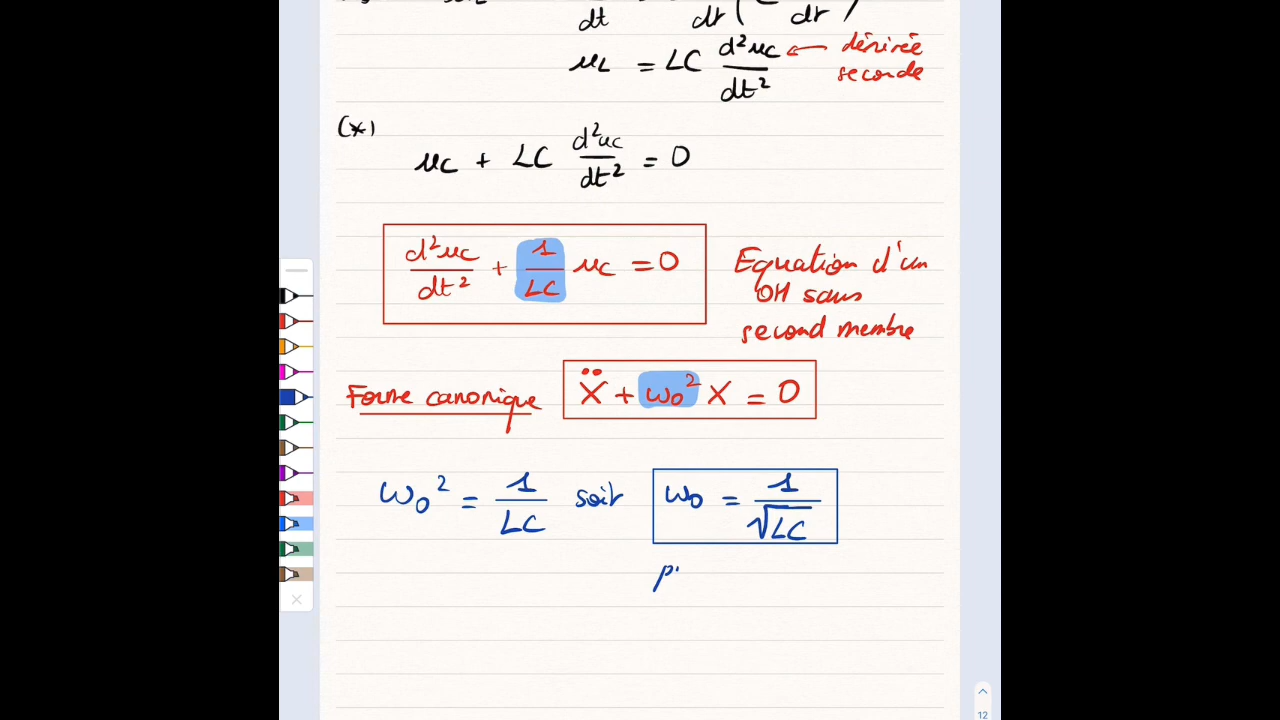 dt dt ( dt )
uL = LC d²uc/dt² ← dérivée seconde
(*)
uc + LC d²uc/dt² = 0
d²uc/dt² + 1/LC uc = 0
Equation d'un
OH sans
second membre
Forme canonique Ẍ + ω0² X = 0
ω0² = 1/LC soit ω0 = 1/√LC
12